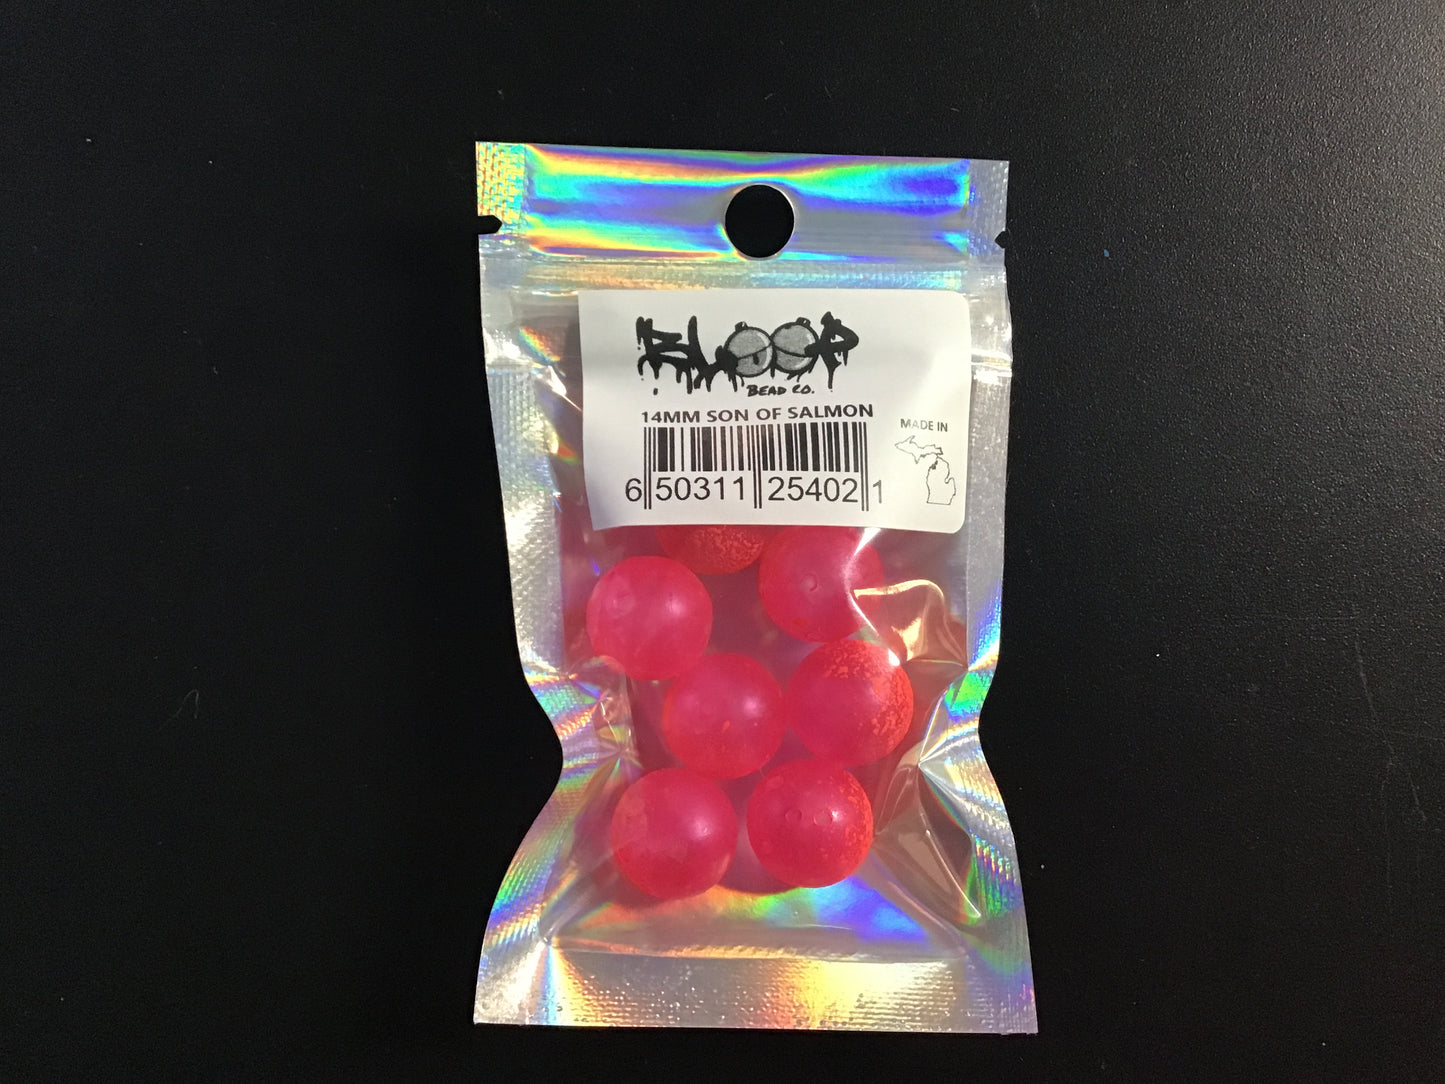 BLOOP
BEAD CO.
14MM SON OF SALMON
MADE IN
6 50311 25402 1